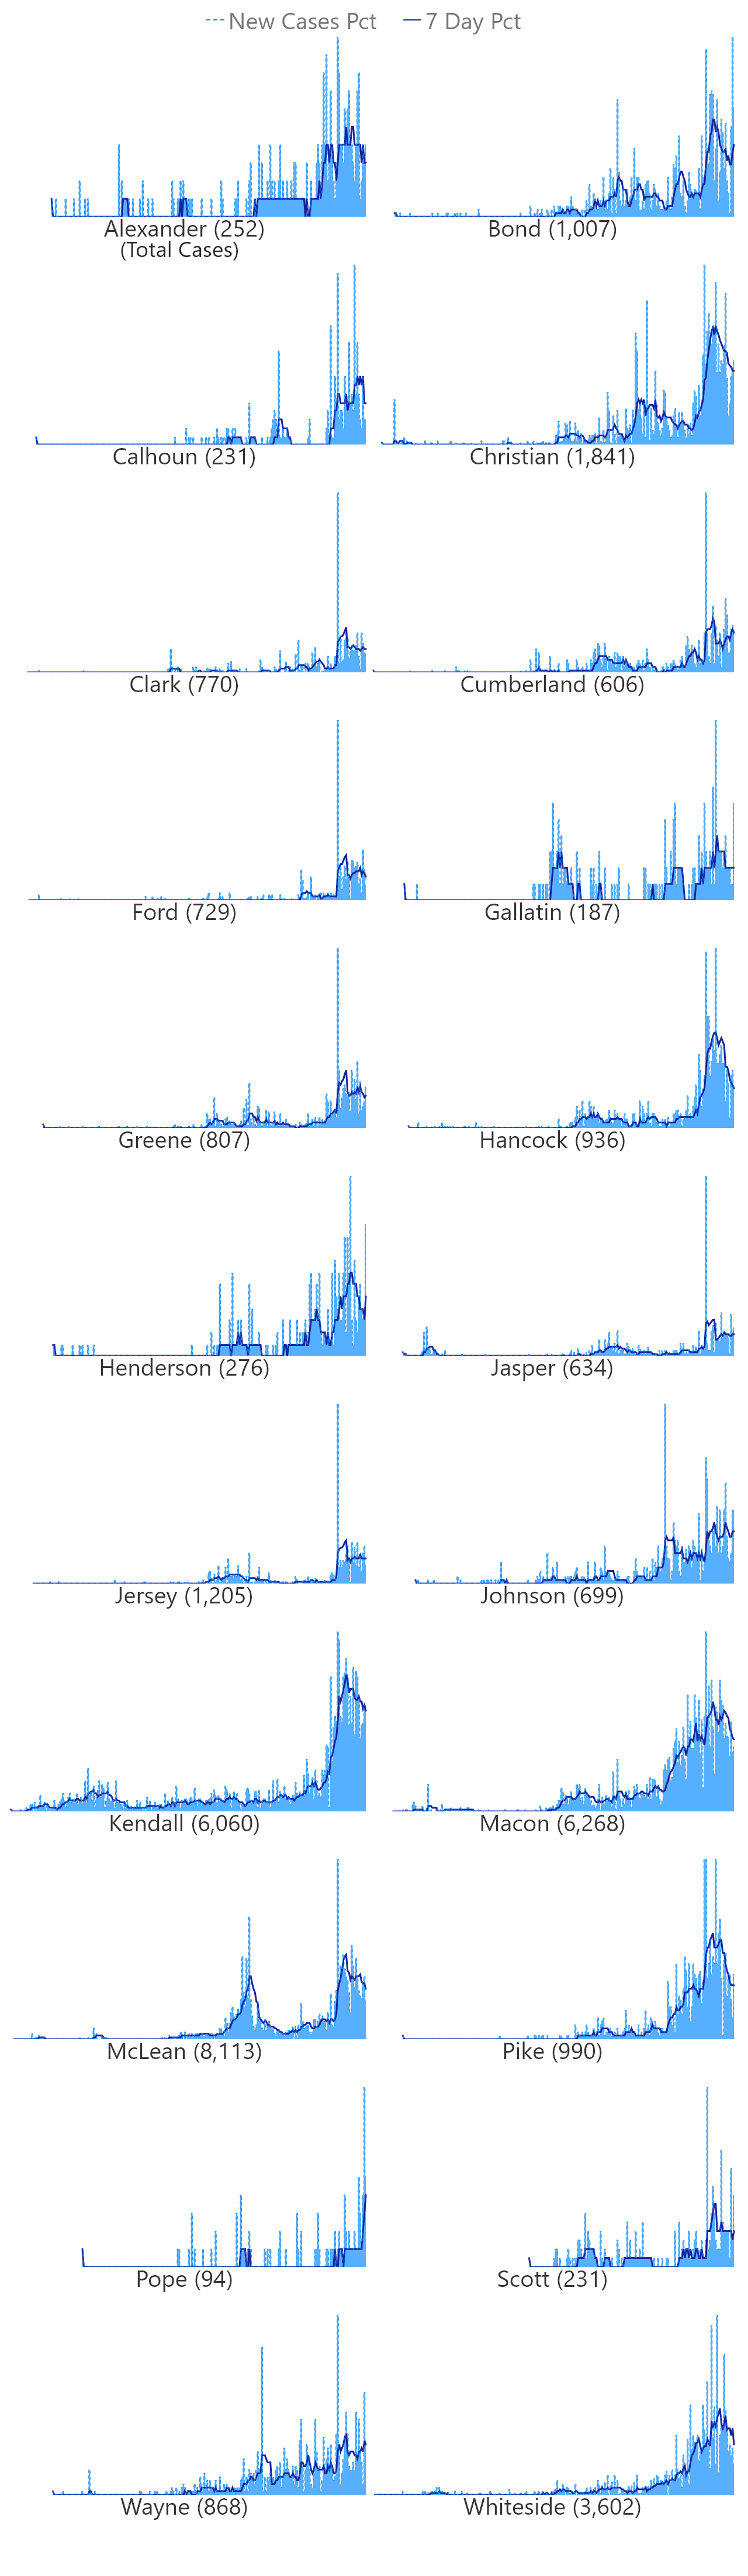 New Cases Pct 7 Day Pct
Alexander (252)
(Total Cases)
Bond (1,007)
Calhoun (231)
Christian (1,841)
Clark (770)
Cumberland (606)
Ford (729)
Gallatin (187)
Greene (807)
Hancock (936)
Henderson (276)
Jasper (634)
Jersey (1,205)
Johnson (699)
Kendall (6,060)
Macon (6,268)
McLean (8,113)
Pike (990)
Pope (94)
Scott (231)
Wayne (868)
Whiteside (3,602)